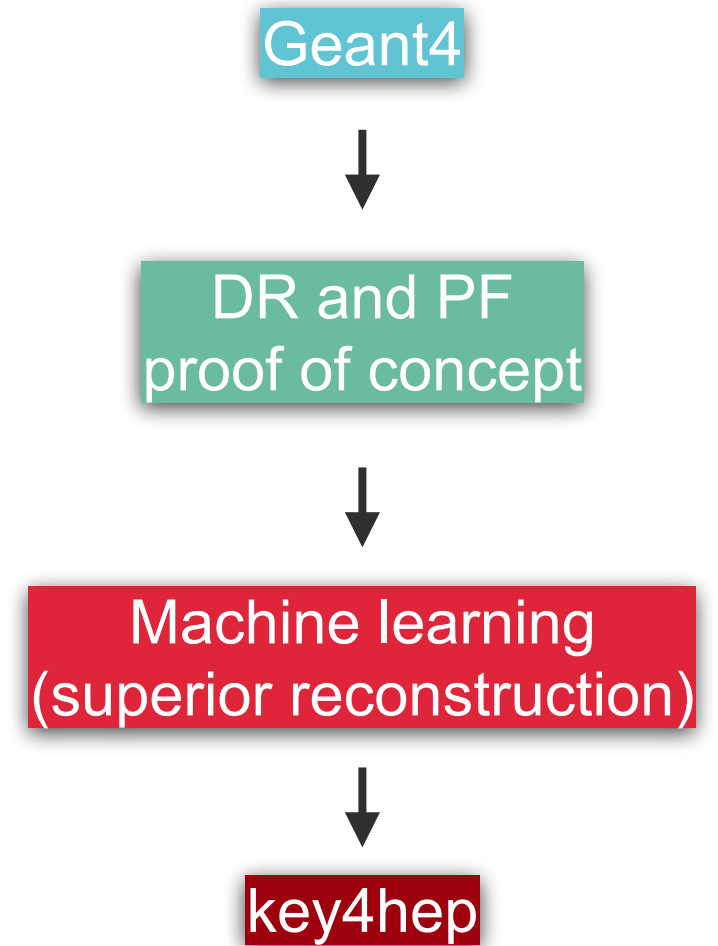 Geant4
DR and PF
proof of concept
Machine learning
(superior reconstruction)
key4hep